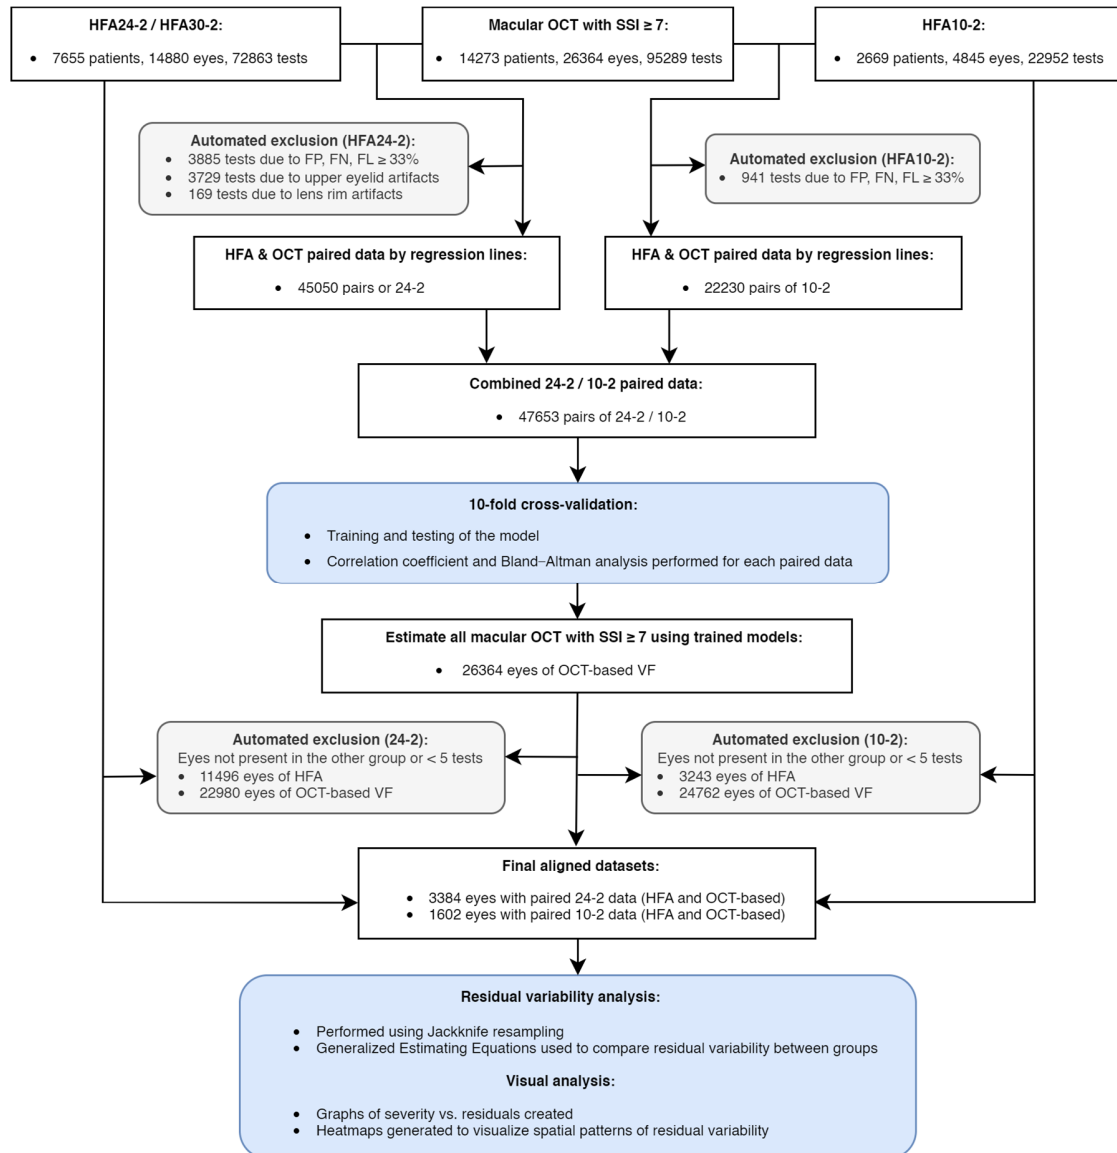 HFA24-2 / HFA30-2:
• 7655 patients, 14880 eyes, 72863 tests
Macular OCT with SSI ≥ 7:
• 14273 patients, 26364 eyes, 95289 tests
HFA10-2:
• 2669 patients, 4845 eyes, 22952 tests
Automated exclusion (HFA24-2):
• 3885 tests due to FP, FN, FL ≥ 33%
• 3729 tests due to upper eyelid artifacts
• 169 tests due to lens rim artifacts
Automated exclusion (HFA10-2):
• 941 tests due to FP, FN, FL ≥ 33%
HFA & OCT paired data by regression lines:
• 45050 pairs or 24-2
HFA & OCT paired data by regression lines:
• 22230 pairs of 10-2
Combined 24-2 / 10-2 paired data:
• 47653 pairs of 24-2 / 10-2
10-fold cross-validation:
• Training and testing of the model
• Correlation coefficient and Bland–Altman analysis performed for each paired data
Estimate all macular OCT with SSI ≥ 7 using trained models:
• 26364 eyes of OCT-based VF
Automated exclusion (24-2):
Eyes not present in the other group or < 5 tests
• 11496 eyes of HFA
• 22980 eyes of OCT-based VF
Automated exclusion (10-2):
Eyes not present in the other group or < 5 tests
• 3243 eyes of HFA
• 24762 eyes of OCT-based VF
Final aligned datasets:
• 3384 eyes with paired 24-2 data (HFA and OCT-based)
• 1602 eyes with paired 10-2 data (HFA and OCT-based)
Residual variability analysis:
• Performed using Jackknife resampling
• Generalized Estimating Equations used to compare residual variability between groups
Visual analysis:
• Graphs of severity vs. residuals created
• Heatmaps generated to visualize spatial patterns of residual variability